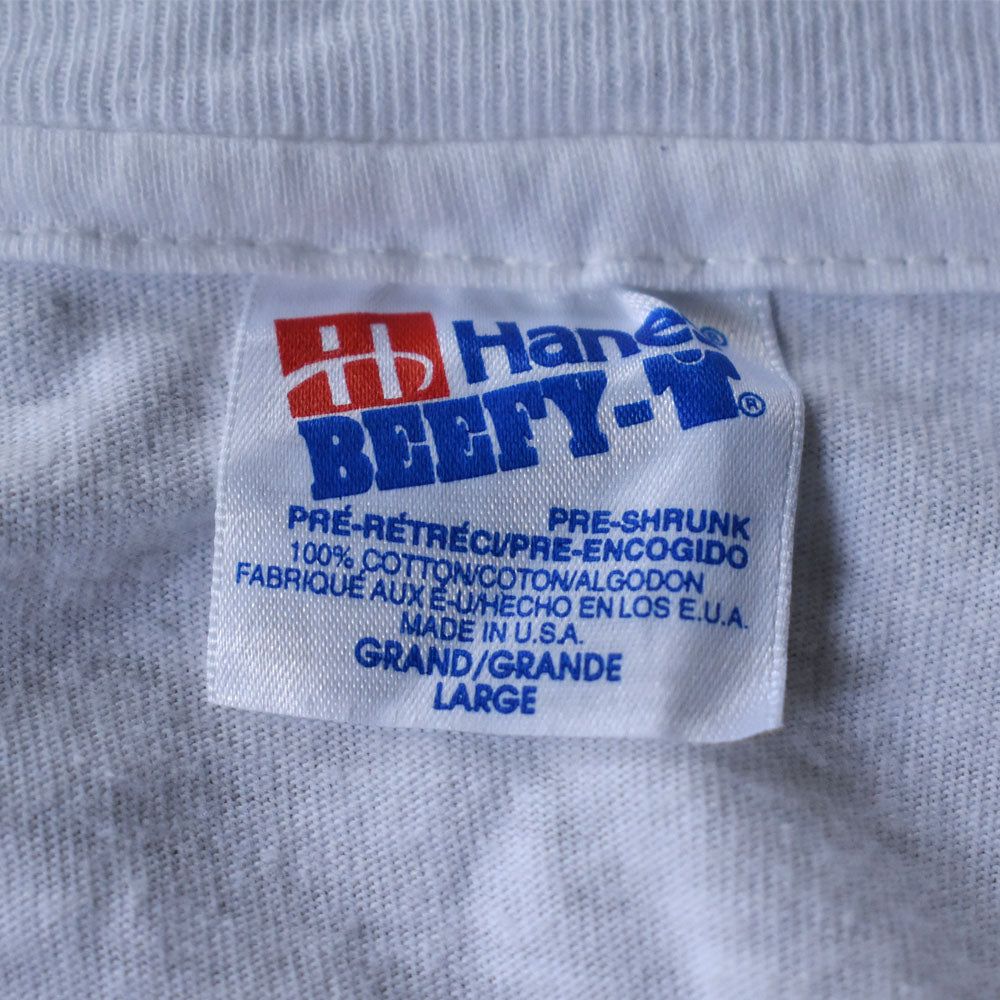 Hanes®
BEEFY-T®
PRE-SHRUNK
PRÉ-RÉTRÉCI/PRE-ENCOGIDO
100% COTTON/COTON/ALGODON
FABRIQUÉ AUX É-U/HECHO EN LOS E.U.A.
MADE IN U.S.A.
GRAND/GRANDE
LARGE